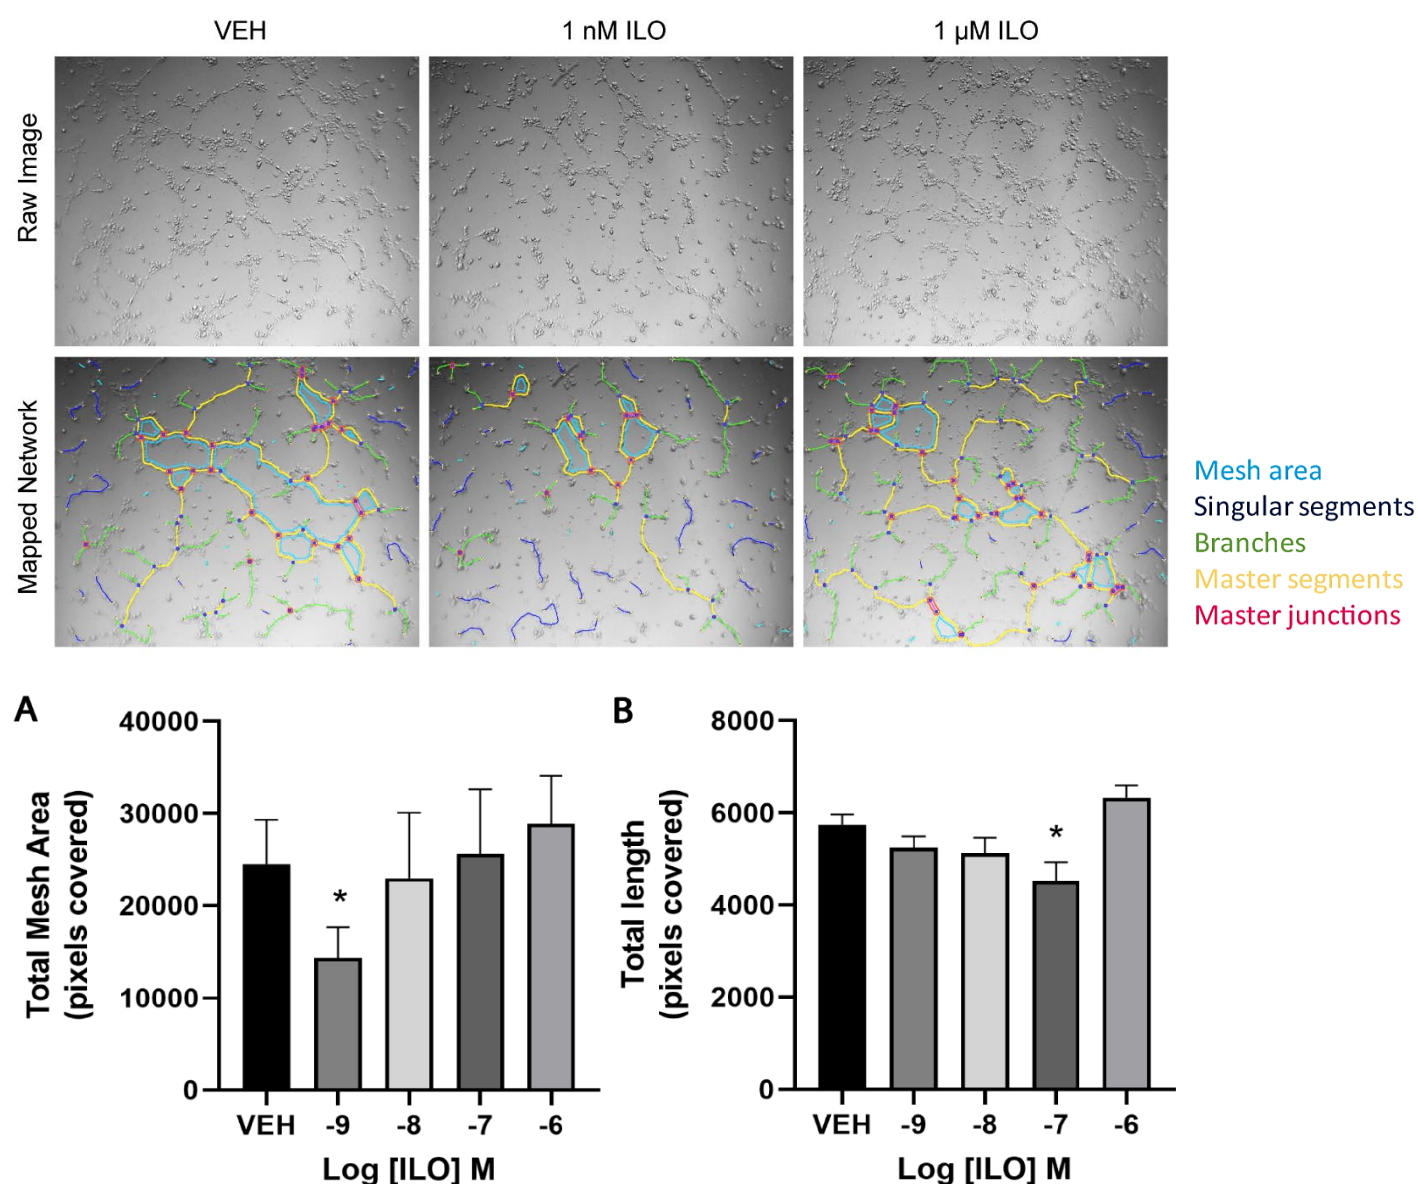 VEH 1 nM ILO 1 µM ILO
Raw Image
Mapped Network
Mesh area
Singular segments
Branches
Master segments
Master junctions
A
Total Mesh Area
(pixels covered)
40000
30000
20000
10000
0
*
VEH -9 -8 -7 -6
Log [ILO] M
B
Total length
(pixels covered)
8000
6000
4000
2000
0
*
VEH -9 -8 -7 -6
Log [ILO] M